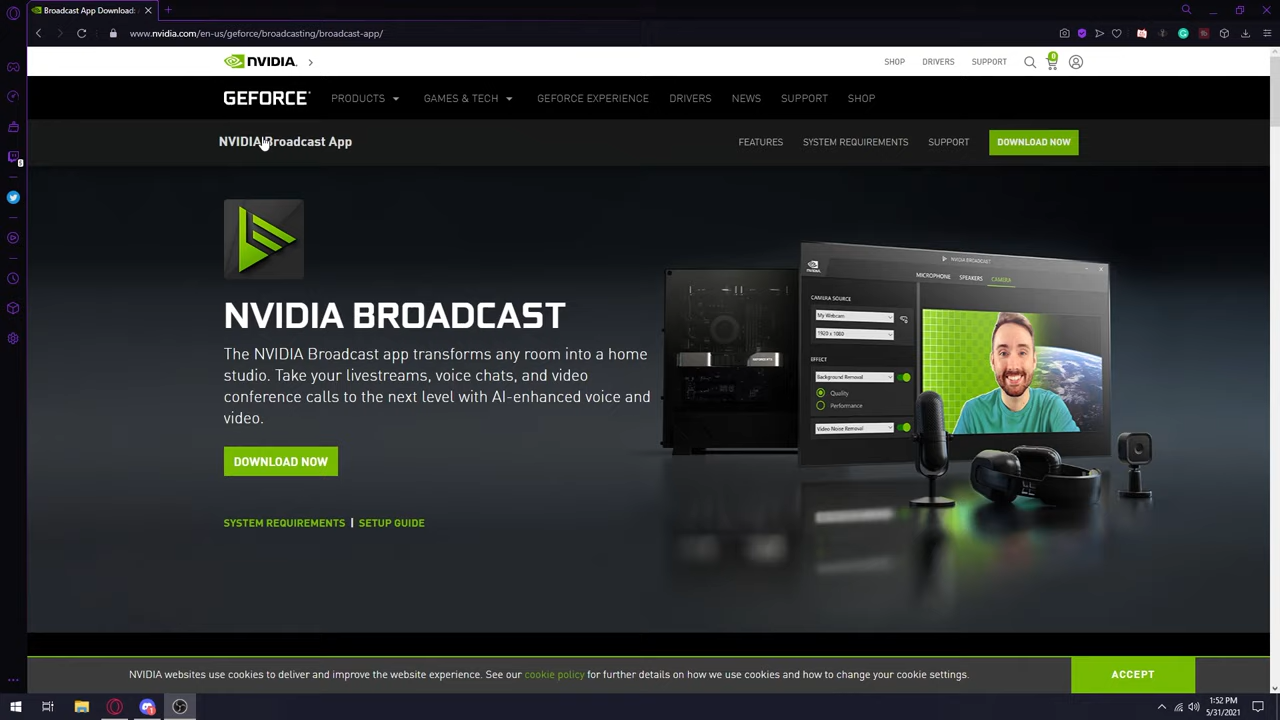 Broadcast App Download:
www.nvidia.com/en-us/geforce/broadcasting/broadcast-app/
NVIDIA.
SHOP
DRIVERS
SUPPORT
0
GEFORCE
PRODUCTS
GAMES & TECH
GEFORCE EXPERIENCE
DRIVERS
NEWS
SUPPORT
SHOP
NVIDIA Broadcast App
FEATURES
SYSTEM REQUIREMENTS
SUPPORT
DOWNLOAD NOW
NVIDIA BROADCAST
The NVIDIA Broadcast app transforms any room into a home
studio. Take your livestreams, voice chats, and video
conference calls to the next level with AI-enhanced voice and
video.
DOWNLOAD NOW
SYSTEM REQUIREMENTS | SETUP GUIDE
NVIDIA BROADCAST
MICROPHONE
SPEAKERS
CAMERA
CAMERA SOURCE
My Webcam
1920 x 1080
EFFECT
Background Removal
Quality
Performance
Video Noise Removal
NVIDIA websites use cookies to deliver and improve the website experience. See our cookie policy for further details on how we use cookies and how to change your cookie settings.
ACCEPT
1:52 PM
5/31/2021